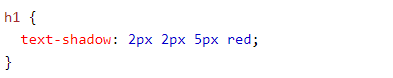 h1 {
  text-shadow: 2px 2px 5px red;
}